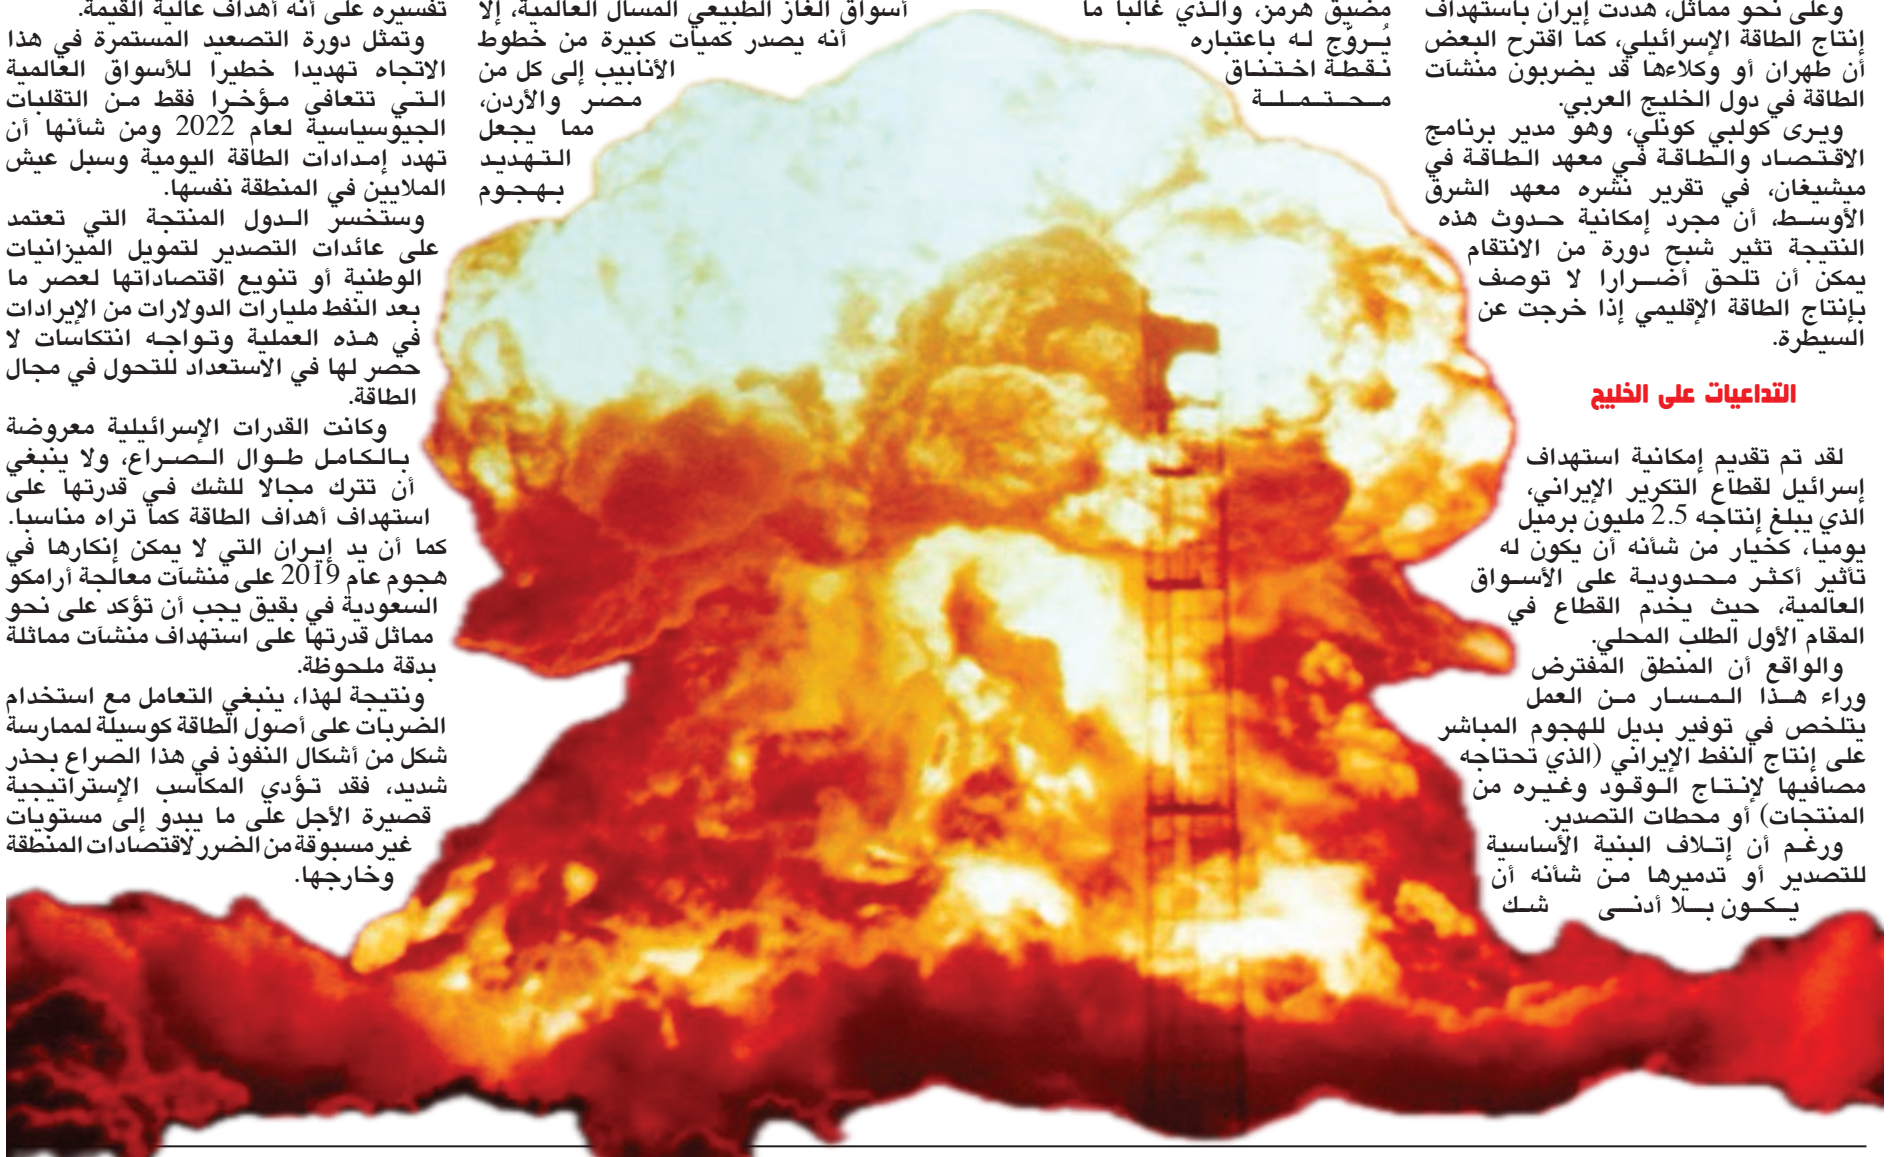 وعلى نحو مماثل، هددت إيران باستهداف
إنتاج الطاقة الإسرائيلي، كما اقترح البعض
أن طهران أو وكلاءها قد يضربون منشآت
الطاقة في دول الخليج العربي.
ويرى كولبي كونلي، وهو مدير برنامج
الاقتصاد والطاقة في معهد الطاقة في
ميشيغان، في تقرير نشره معهد الشرق
الأوسط، أن مجرد إمكانية حدوث هذه
النتيجة تثير شبح دورة من الانتقام
يمكن أن تلحق أضرارا لا توصف
بإنتاج الطاقة الإقليمي إذا خرجت عن
السيطرة.
التداعيات على الخليج
لقد تم تقديم إمكانية استهداف
إسرائيل لقطاع التكرير الإيراني،
الذي يبلغ إنتاجه 2.5 مليون برميل
يوميا، كخيار من شأنه أن يكون له
تأثير أكثر محدودية على الأسواق
العالمية، حيث يخدم القطاع في
المقام الأول الطلب المحلي.
والواقع أن المنطق المفترض
وراء هذا المسار من العمل
يتلخص في توفير بديل للهجوم المباشر
على إنتاج النفط الإيراني (الذي تحتاجه
مصافيها لإنتاج الوقود وغيره من
المنتجات) أو محطات التصدير.
ورغم أن إتلاف البنية الأساسية
للتصدير أو تدميرها من شأنه أن
يكون بلا أدنى شك
مضيق هرمز، والذي غالبا ما
يُروّج له باعتباره
نقطة اختناق
محتملة
أسواق الغاز الطبيعي المسال العالمية، إلا
أنه يصدر كميات كبيرة من خطوط
الأنابيب إلى كل من
مصر والأردن،
مما يجعل
التهديد
بهجوم
تفسيره على أنه أهداف عالية القيمة.
وتمثل دورة التصعيد المستمرة في هذا
الاتجاه تهديدا خطيرا للأسواق العالمية
التي تتعافى مؤخرا فقط من التقلبات
الجيوسياسية لعام 2022 ومن شأنها أن
تهدد إمدادات الطاقة اليومية وسبل عيش
الملايين في المنطقة نفسها.
وستخسر الدول المنتجة التي تعتمد
على عائدات التصدير لتمويل الميزانيات
الوطنية أو تنويع اقتصاداتها لعصر ما
بعد النفط مليارات الدولارات من الإيرادات
في هذه العملية وتواجه انتكاسات لا
حصر لها في الاستعداد للتحول في مجال
الطاقة.
وكانت القدرات الإسرائيلية معروضة
بالكامل طوال الصراع، ولا ينبغي
أن تترك مجالا للشك في قدرتها على
استهداف أهداف الطاقة كما تراه مناسبا.
كما أن يد إيران التي لا يمكن إنكارها في
هجوم عام 2019 على منشآت معالجة أرامكو
السعودية في بقيق يجب أن تؤكد على نحو
مماثل قدرتها على استهداف منشآت مماثلة
بدقة ملحوظة.
ونتيجة لهذا، ينبغي التعامل مع استخدام
الضربات على أصول الطاقة كوسيلة لممارسة
شكل من أشكال النفوذ في هذا الصراع بحذر
شديد، فقد تؤدي المكاسب الإستراتيجية
قصيرة الأجل على ما يبدو إلى مستويات
غير مسبوقة من الضرر لاقتصادات المنطقة
وخارجها.